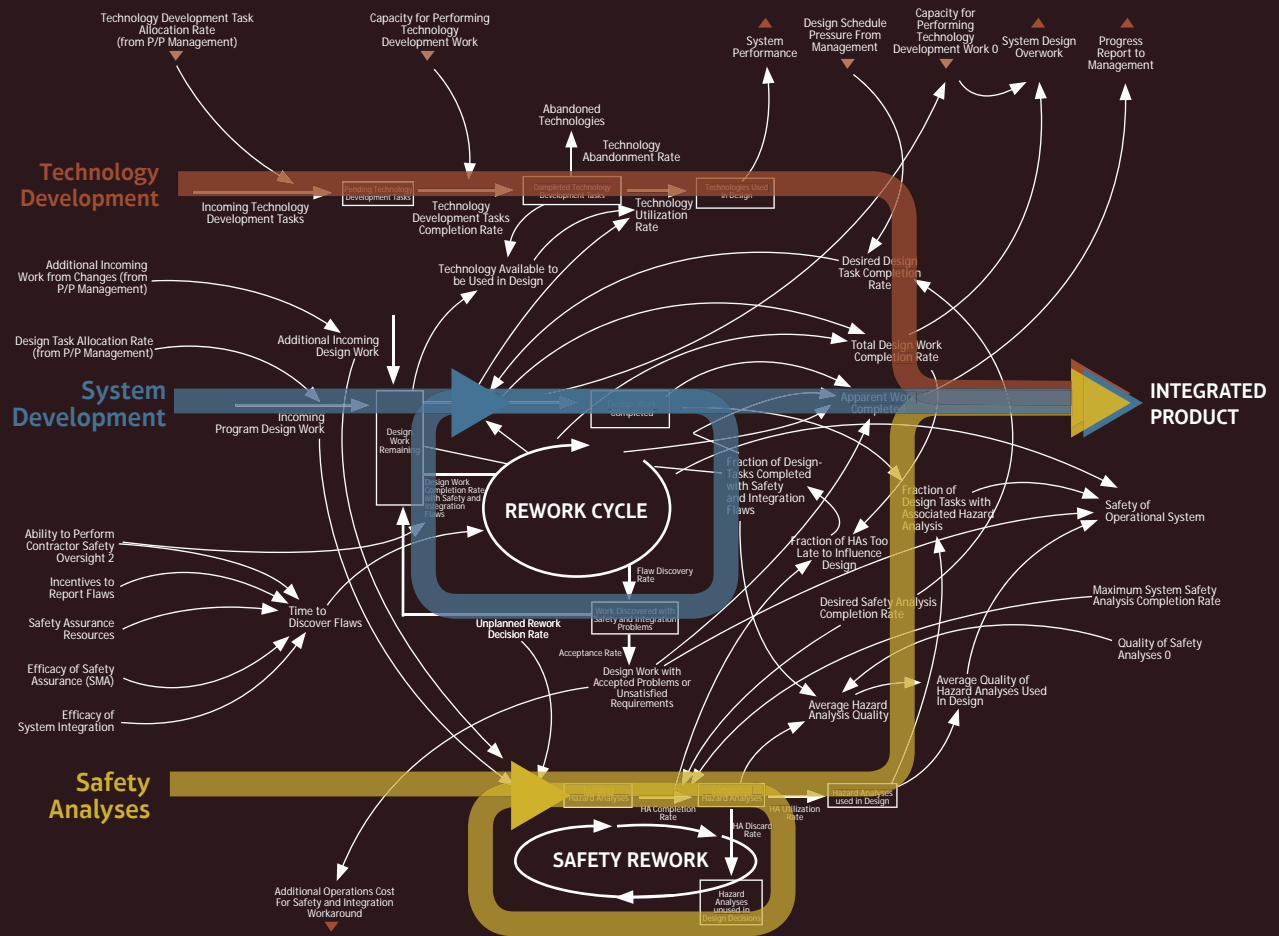 Technology Development Task
Allocation Rate
(from P/P Management)
Capacity for Performing
Technology
Development Work
System
Performance
Design Schedule
Pressure From
Management
Capacity for
Performing
Technology
Development Work 0
System Design
Overwork
Progress
Report to
Management
Abandoned
Technologies
Technology
Abandonment Rate
Technology
Development
Incoming Technology
Development Tasks
Pending Technology
Development Tasks
Technology
Development Tasks
Completion Rate
Completed Technology
Development Tasks
Technology
Utilization
Rate
Technologies Used
In Design
Technology Available to
be Used in Design
Desired Design
Task Completion
Rate
Additional Incoming
Work from Changes (from
P/P Management)
Design Task Allocation Rate
(from P/P Management)
Additional Incoming
Design Work
Total Design Work
Completion Rate
System
Development
Incoming
Program Design Work
Design
Work
Remaining
Design Work
Completed
Apparent Work
Completed
INTEGRATED
PRODUCT
Design Work
Completion Rate
with Safety and
Integration
Flaws
REWORK CYCLE
Fraction of Design-
Tasks Completed
with Safety
and Integration
Flaws
Fraction of
Design Tasks with
Associated Hazard
Analysis
Safety of
Operational System
Fraction of HAs Too
Late to Influence
Design
Ability to Perform
Contractor Safety
Oversight 2
Incentives to
Report Flaws
Safety Assurance
Resources
Efficacy of Safety
Assurance (SMA)
Efficacy of
System Integration
Time to
Discover Flaws
Flaw Discovery
Rate
Work Discovered with
Safety and Integration
Problems
Unplanned Rework
Decision Rate
Acceptance Rate
Design Work with
Accepted Problems or
Unsatisfied
Requirements
Desired Safety Analysis
Completion Rate
Maximum System Safety
Analysis Completion Rate
Quality of Safety
Analyses 0
Average Hazard
Analysis Quality
Average Quality of
Hazard Analyses Used
In Design
Safety
Analyses
Hazard Analyses
HA Completion
Rate
Hazard Analyses
HA Utilization
Rate
Hazard Analyses
used in Design
HA Discard
Rate
SAFETY REWORK
Hazard
Analyses
unused in
Design Decisions
Additional Operations Cost
For Safety and Integration
Workaround